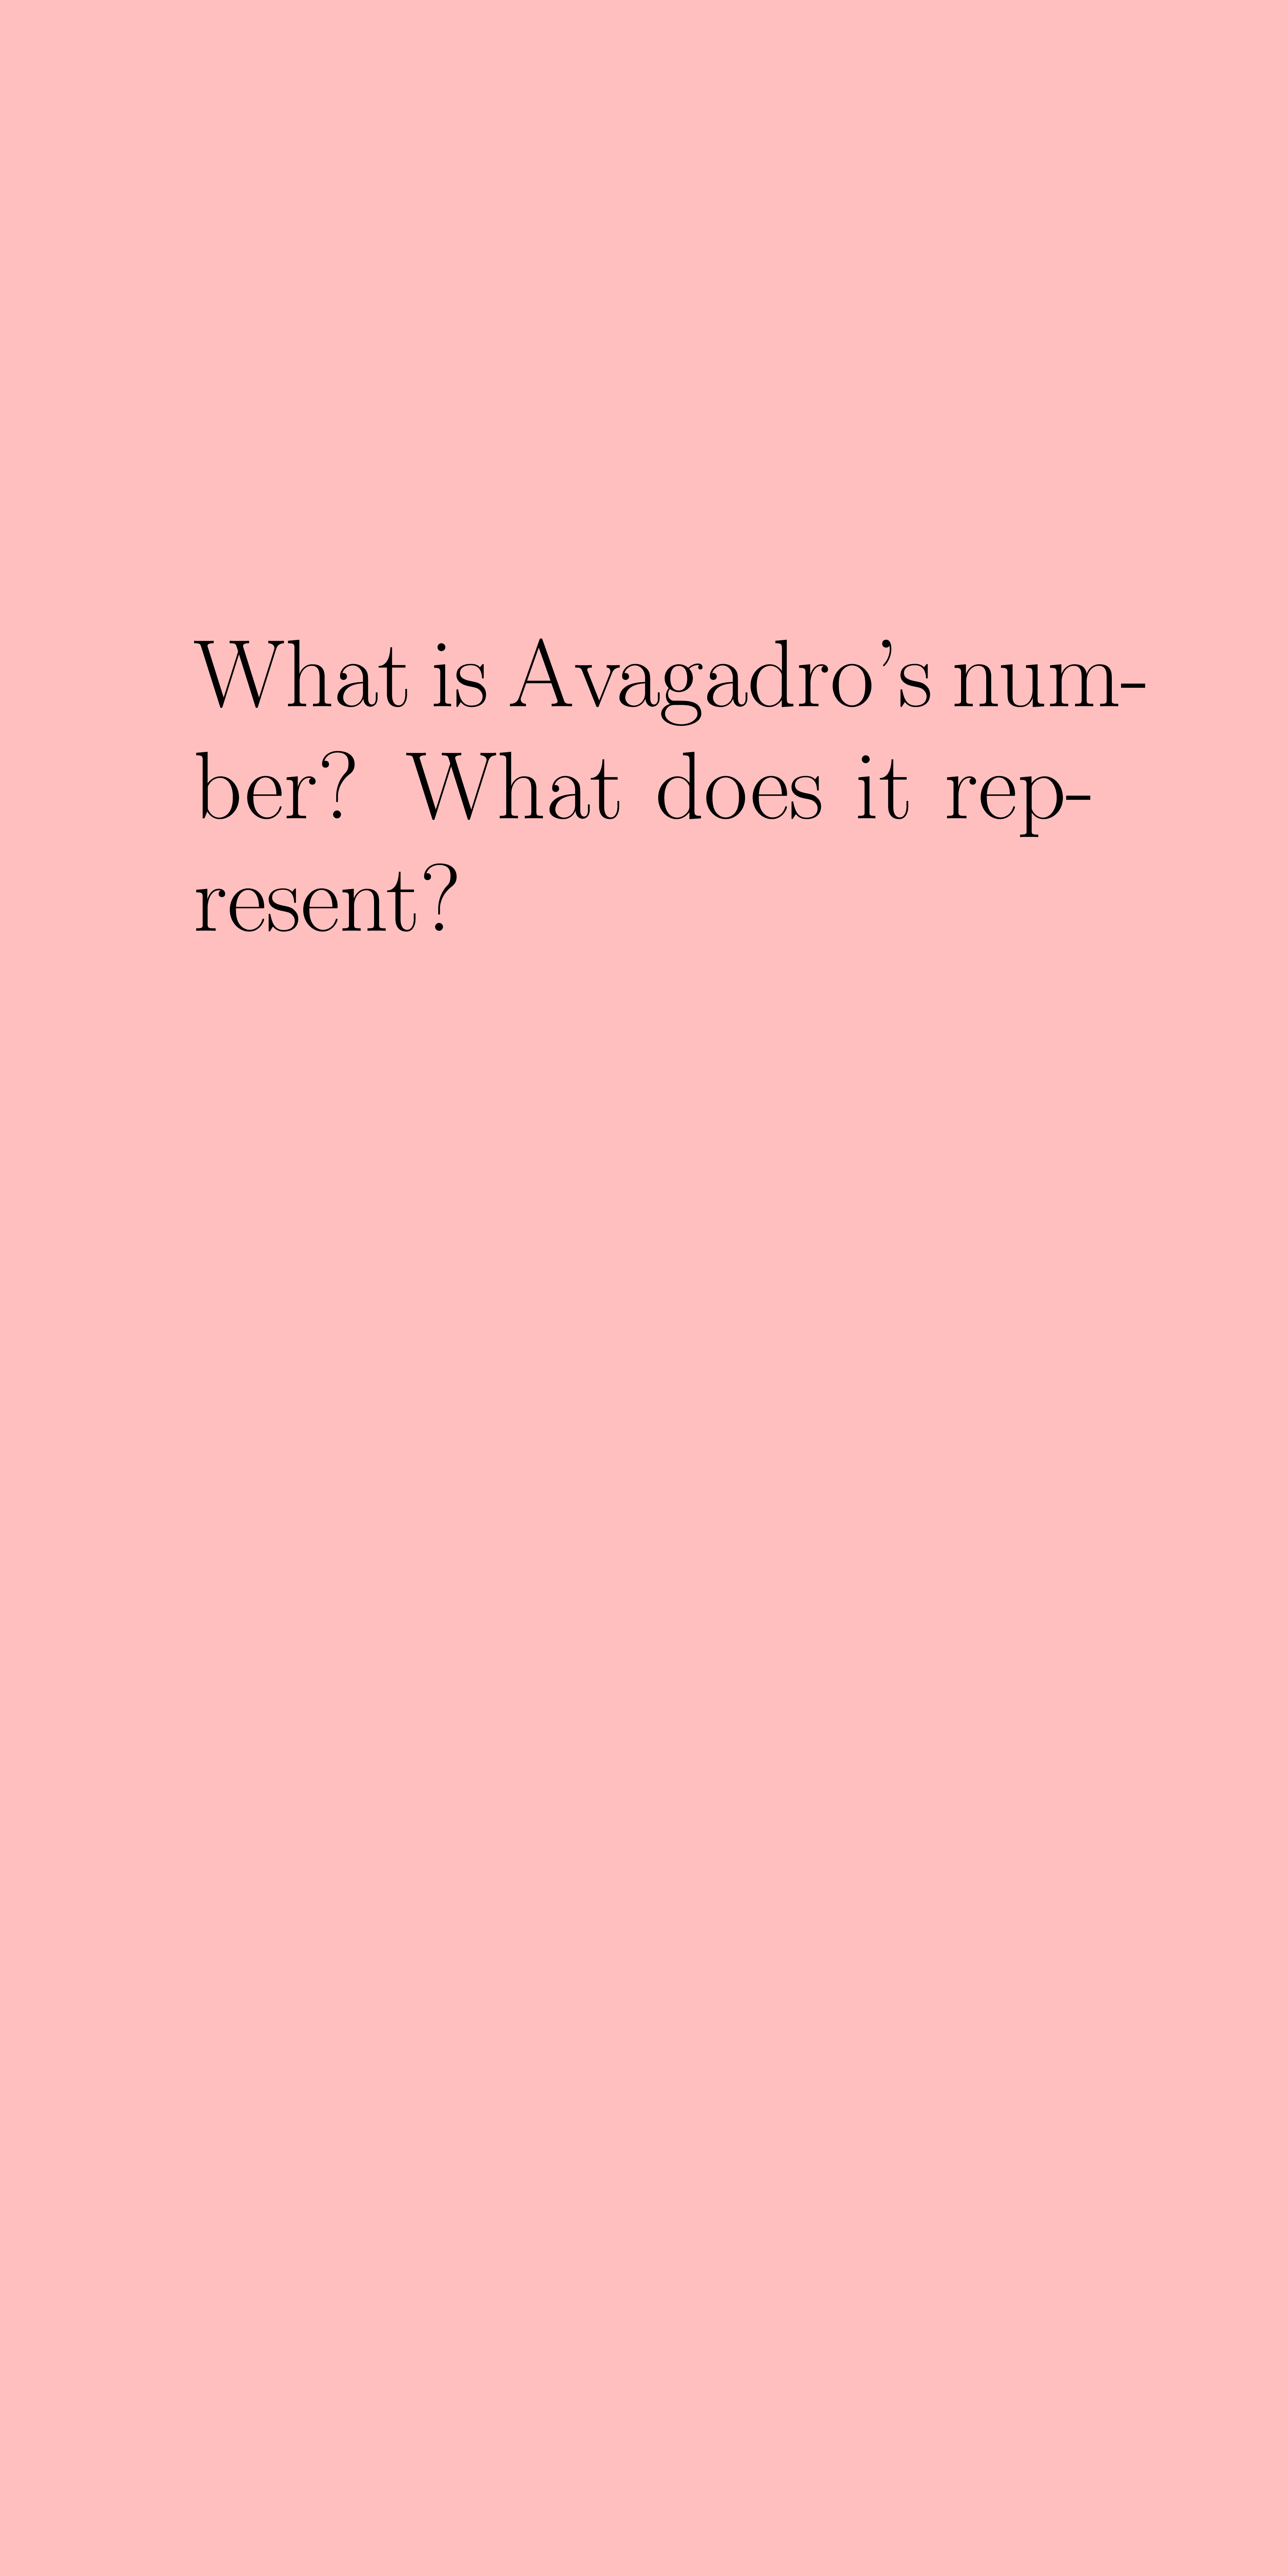 What is Avagadro’s num-
ber? What does it rep-
resent?